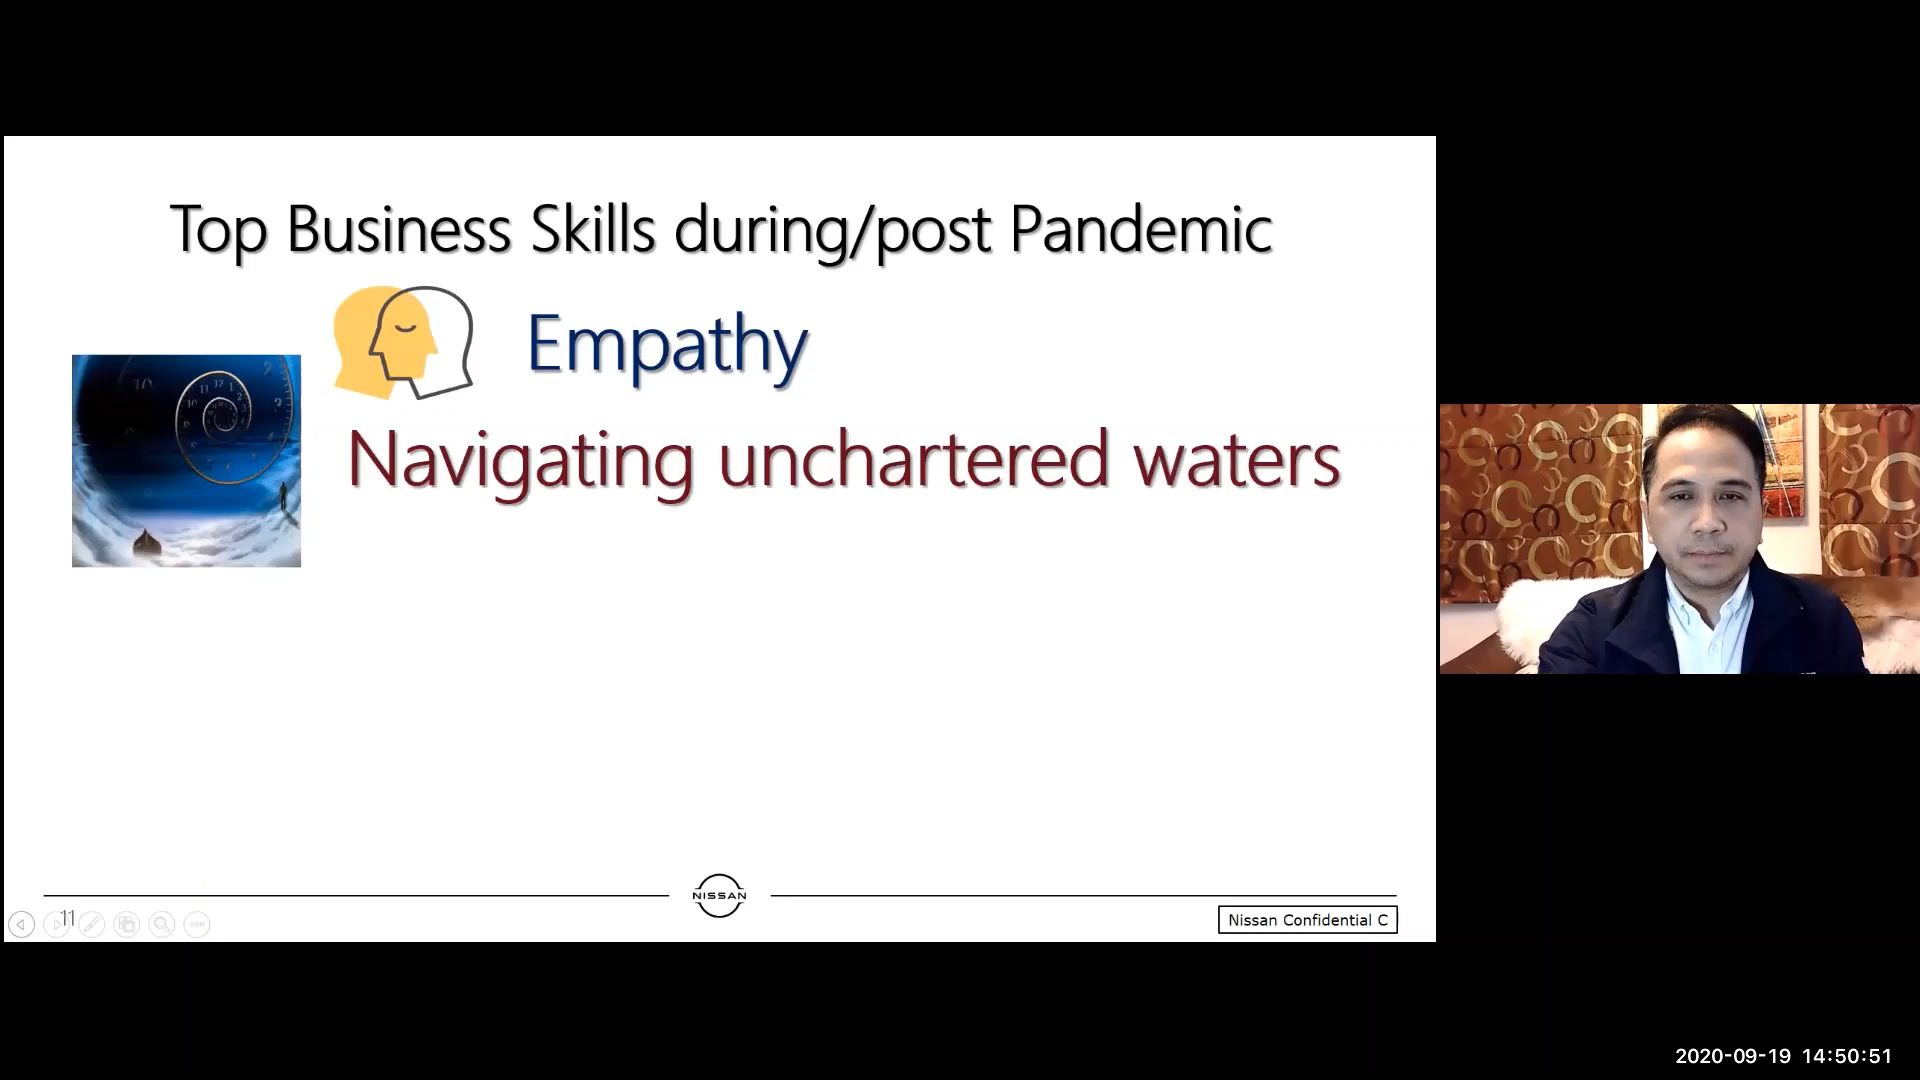 Top Business Skills during/post Pandemic
Empathy
Navigating unchartered waters
NISSAN
11
Nissan Confidential C
2020-09-19 14:50:51